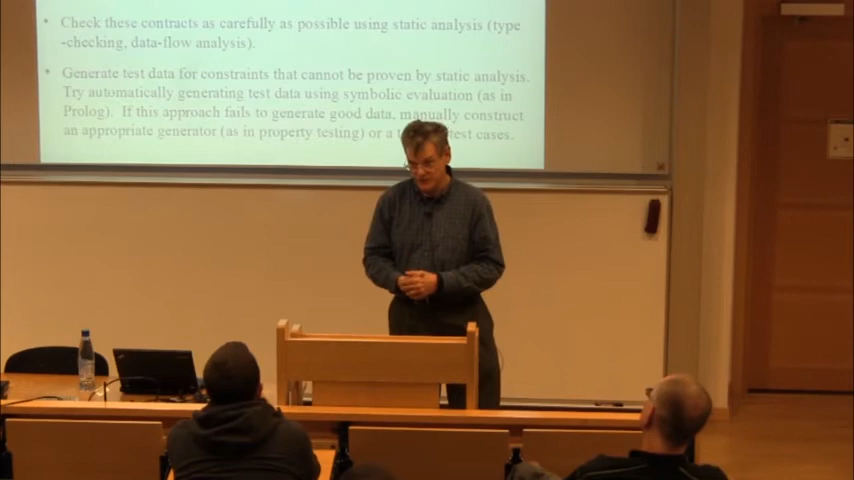 • Check these contracts as carefully as possible using static analysis (type
-checking, data-flow analysis).
• Generate test data for constraints that cannot be proven by static analysis.
Try automatically generating test data using symbolic evaluation (as in
Prolog). If this approach fails to generate good data, manually construct
an appropriate generator (as in property testing) or a test cases.